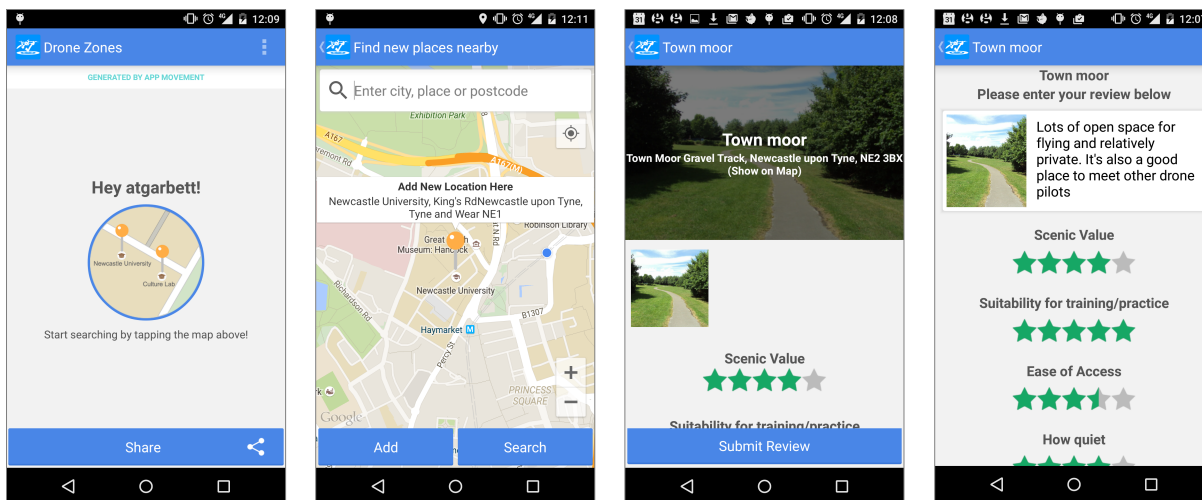 12:09
Drone Zones
GENERATED BY APP MOVEMENT
Hey atgarbett!
Newcastle University
Culture Lab
Start searching by tapping the map above!
Share
12:11
Find new places nearby
Enter city, place or postcode
Exhibition Park
A167
A167(M)
Add New Location Here
Newcastle University, King's RdNewcastle upon Tyne,
Tyne and Wear NE1
Robinson Library
Great
Museum: Hancock
Newcastle University
Richardson Rd
B1307
Haymarket M
Percy St
PRINCESS
SQUARE
Google
Add
Search
31
12:08
Town moor
Town moor
Town Moor Gravel Track, Newcastle upon Tyne, NE2 3BX
(Show on Map)
Scenic Value
Suitability for training/practice
Submit Review
31
12:07
Town moor
Town moor
Please enter your review below
Lots of open space for
flying and relatively
private. It's also a good
place to meet other drone
pilots
Scenic Value
Suitability for training/practice
Ease of Access
How quiet